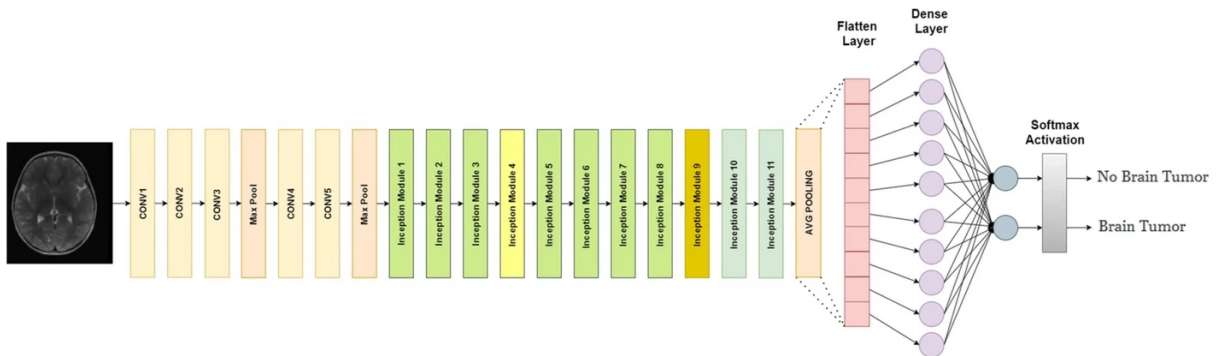 CONV1
CONV2
CONV3
Max Pool
CONV4
CONV5
Max Pool
Inception Module 1
Inception Module 2
Inception Module 3
Inception Module 4
Inception Module 5
Inception Module 6
Inception Module 7
Inception Module 8
Inception Module 9
Inception Module 10
Inception Module 11
AVG POOLING
Flatten
Layer
Dense
Layer
Softmax
Activation
No Brain Tumor
Brain Tumor